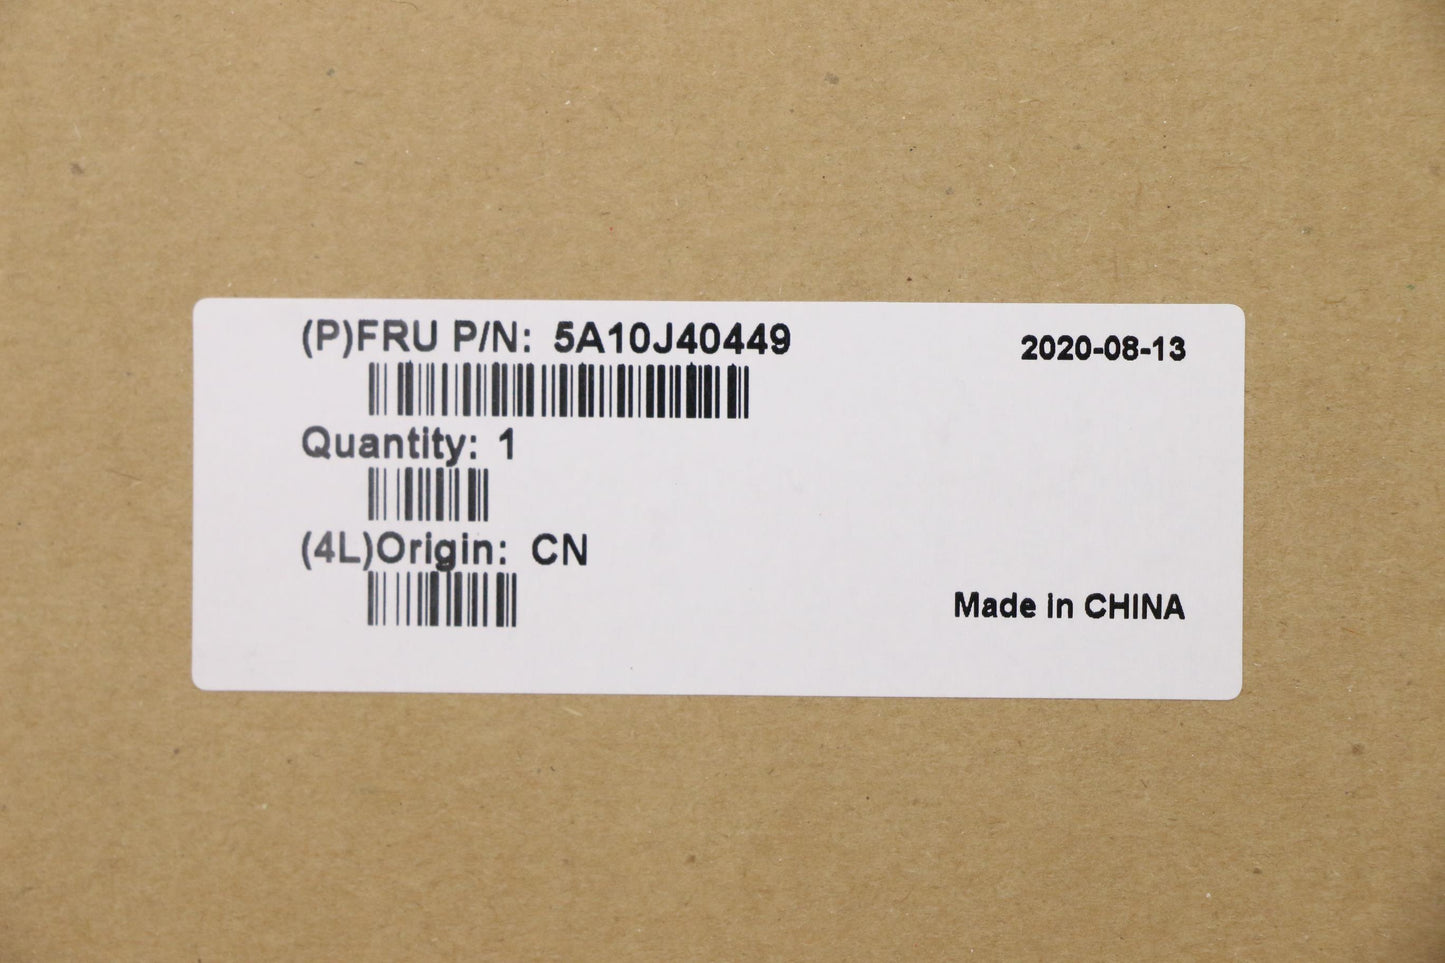 (P)FRU P/N: 5A10J40449
2020-08-13
Quantity: 1
(4L)Origin: CN
Made in CHINA